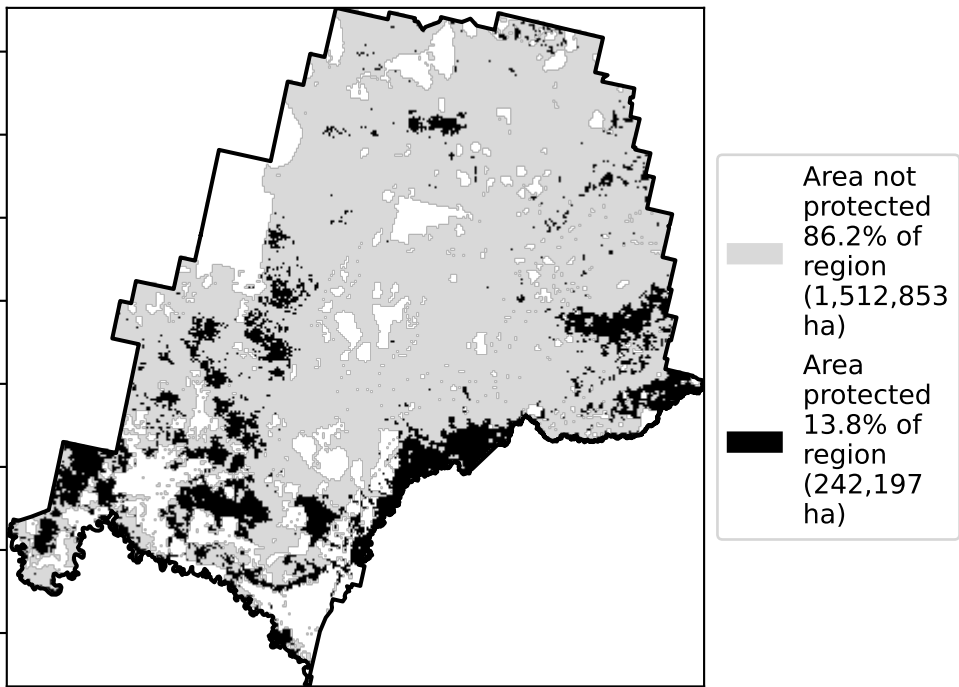 Area not
protected
86.2% of
region
(1,512,853
ha)
Area
protected
13.8% of
region
(242,197
ha)